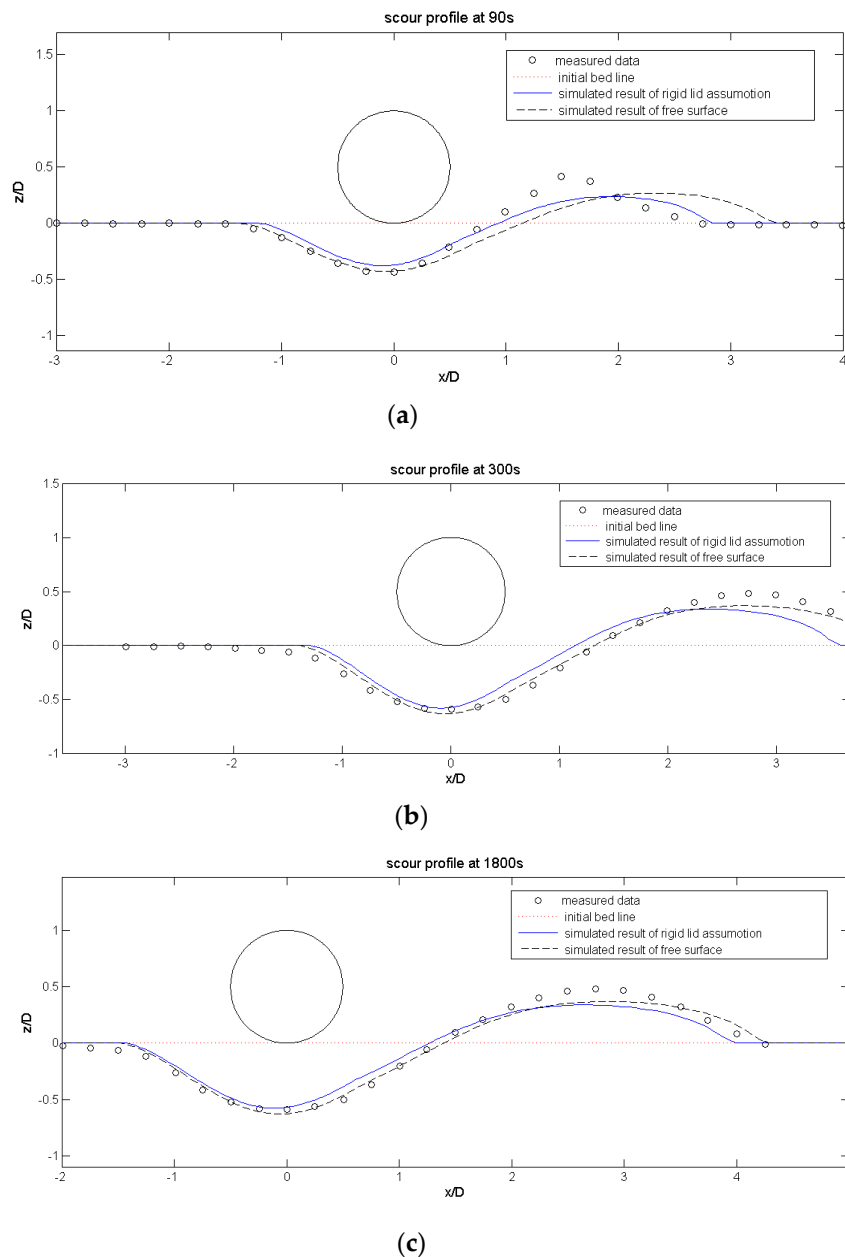 scour profile at 90s
measured data
initial bed line
simulated result of rigid lid assumotion
simulated result of free surface
1.5
1
0.5
0
-0.5
-1
z/D
-3 -2 -1 0 1 2 3 4
x/D
(a)
scour profile at 300s
measured data
initial bed line
simulated result of rigid lid assumotion
simulated result of free surface
1.5
1
0.5
0
-0.5
-1
z/D
-3 -2 -1 0 1 2 3
x/D
(b)
scour profile at 1800s
measured data
initial bed line
simulated result of rigid lid assumotion
simulated result of free surface
1
0.5
0
-0.5
-1
z/D
-2 -1 0 1 2 3 4
x/D
(c)